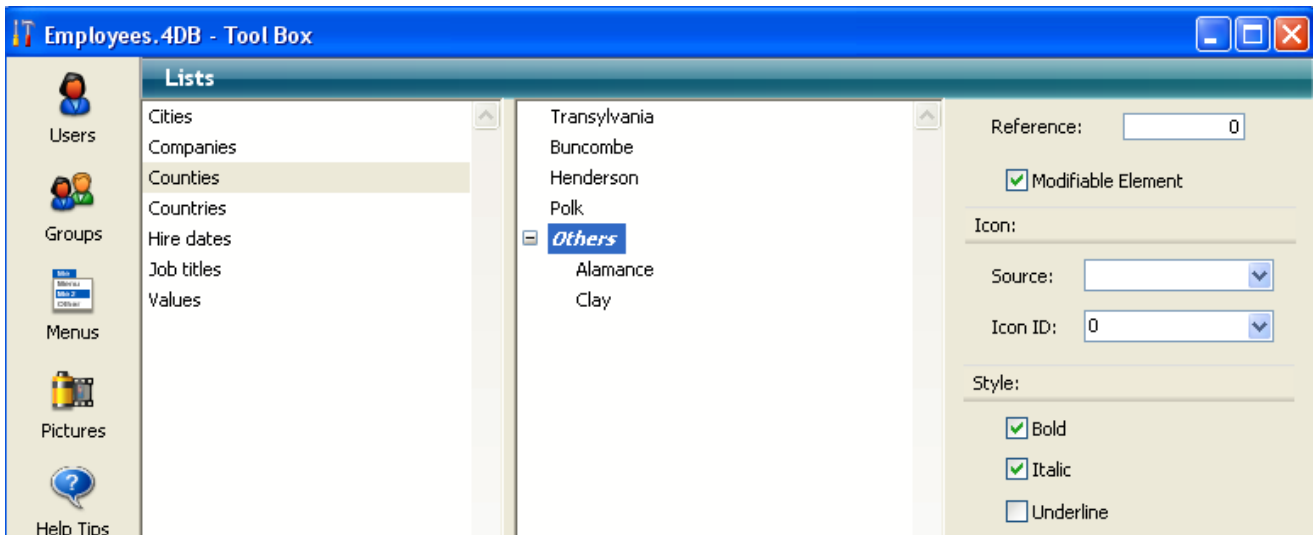 Employees.4DB - Tool Box
Lists
Users
Groups
Menus
Pictures
Help Tips
Cities
Companies
Counties
Countries
Hire dates
Job titles
Values
Transylvania
Buncombe
Henderson
Polk
Others
Alamance
Clay
Reference: 0
Modifiable Element
Icon:
Source:
Icon ID: 0
Style:
Bold
Italic
Underline